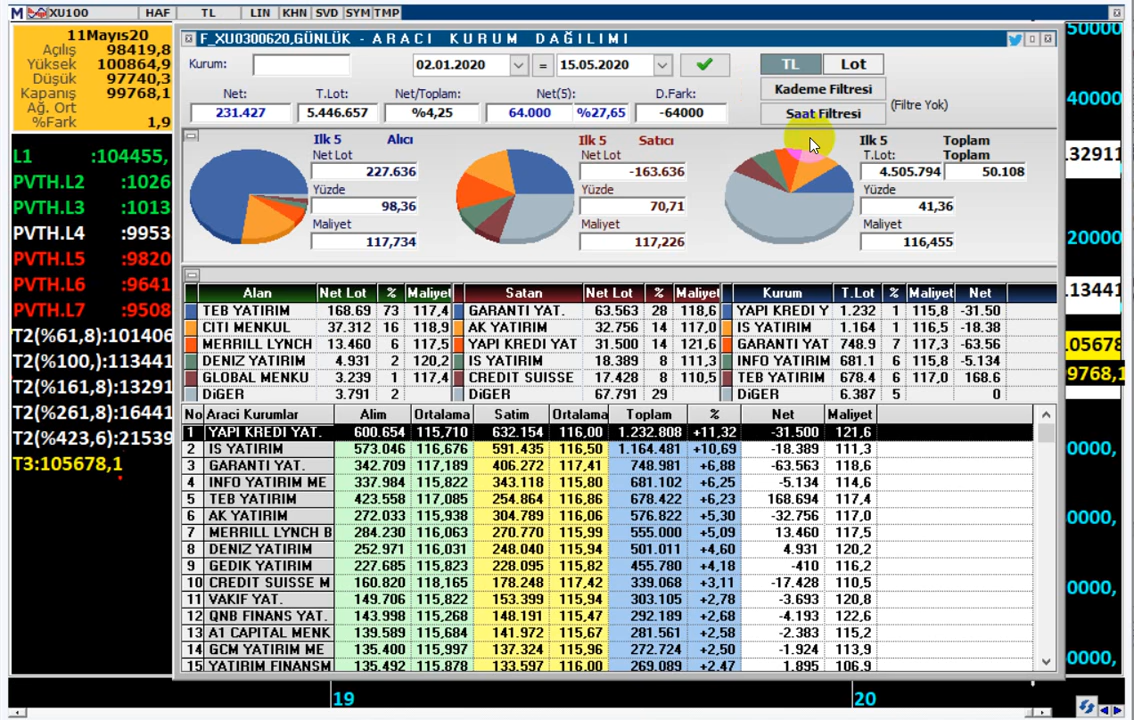 M XU100 HAF TL LIN KHN SVD SYM TMP
11Mayıs20
Açılış 98419,8
Yüksek 100864,9
Düşük 97740,3
Kapanış 99768,1
Ağ. Ort
%Fark 1,9
L1 :104455,
PVTH.L2 :1026
PVTH.L3 :1013
PVTH.L4 :9953
PVTH.L5 :9820
PVTH.L6 :9641
PVTH.L7 :9508
T2(%61,8):101406
T2(%100,):113441
T2(%161,8):13291
T2(%261,8):16441
T2(%423,6):21539
T3:105678,1
F_XU0300620,GÜNLÜK - ARACI KURUM DAĞILIMI
Kurum: 02.01.2020 = 15.05.2020 TL Lot
Kademe Filtresi
Saat Filtresi (Filtre Yok)
Net: T.Lot: Net/Toplam: Net(5): D.Fark:
231.427 5.446.657 %4,25 64.000 %27,65 -64000
Ilk 5 Alıcı
Net Lot
227.636
Yüzde
98,36
Maliyet
117,734
Ilk 5 Satıcı
Net Lot
-163.636
Yüzde
70,71
Maliyet
117,226
Ilk 5 Toplam
T.Lot: Toplam
4.505.794 50.108
Yüzde
41,36
Maliyet
116,455
Alan Net Lot % Maliyet Satan Net Lot % Maliyet Kurum T.Lot % Maliyet Net
TEB YATIRIM 168.69 73 117,4 GARANTI YAT. 63.563 28 118,6 YAPI KREDI Y 1.232 1 115,8 -31.50
CITI MENKUL 37.312 16 118,9 AK YATIRIM 32.756 14 117,0 IS YATIRIM 1.164 1 116,5 -18.38
MERRILL LYNCH 13.460 6 117,5 YAPI KREDI YAT 31.500 14 121,6 GARANTI YAT 748.9 7 117,3 -63.56
DENIZ YATIRIM 4.931 2 120,2 IS YATIRIM 18.389 8 111,3 INFO YATIRIM 681.1 6 115,8 -5.134
GLOBAL MENKU 3.239 1 117,4 CREDIT SUISSE 17.428 8 110,5 TEB YATIRIM 678.4 6 117,0 168.6
DiGER 3.791 2 DiGER 67.791 29 DiGER 6.387 5 0
No Araci Kurumlar Alim Ortalama Satim Ortalama Toplam % Net Maliyet
1 YAPI KREDI YAT. 600.654 115,710 632.154 116,00 1.232.808 +11,32 -31.500 121,6
2 IS YATIRIM 573.046 116,676 591.435 116,50 1.164.481 +10,69 -18.389 111,3
3 GARANTI YAT. 342.709 117,189 406.272 117,41 748.981 +6,88 -63.563 118,6
4 INFO YATIRIM ME 337.984 115,822 343.118 115,80 681.102 +6,25 -5.134 114,6
5 TEB YATIRIM 423.558 117,085 254.864 116,86 678.422 +6,23 168.694 117,4
6 AK YATIRIM 272.033 115,938 304.789 116,06 576.822 +5,30 -32.756 117,0
7 MERRILL LYNCH B 284.230 116,063 270.770 115,99 555.000 +5,09 13.460 117,5
8 DENIZ YATIRIM 252.971 116,031 248.040 115,94 501.011 +4,60 4.931 120,2
9 GEDIK YATIRIM 227.685 115,823 228.095 115,82 455.780 +4,18 -410 116,2
10 CREDIT SUISSE M 160.820 118,165 178.248 117,42 339.068 +3,11 -17.428 110,5
11 VAKIF YAT. 149.706 115,822 153.399 115,94 303.105 +2,78 -3.693 120,8
12 QNB FINANS YAT. 143.998 115,268 148.191 115,47 292.189 +2,68 -4.193 122,6
13 A1 CAPITAL MENK 139.589 115,684 141.972 115,67 281.561 +2,58 -2.383 115,2
14 GCM YATIRIM ME 135.400 115,997 137.324 115,96 272.724 +2,50 -1.924 113,9
15 YATIRIM FINANSM 135.492 115,878 133.597 116,00 269.089 +2,47 1.895 106,9
50000
40000,
.32911
20000
.13441
.05678
99768,1
0000,
0000,
0000,
0000,
19 20